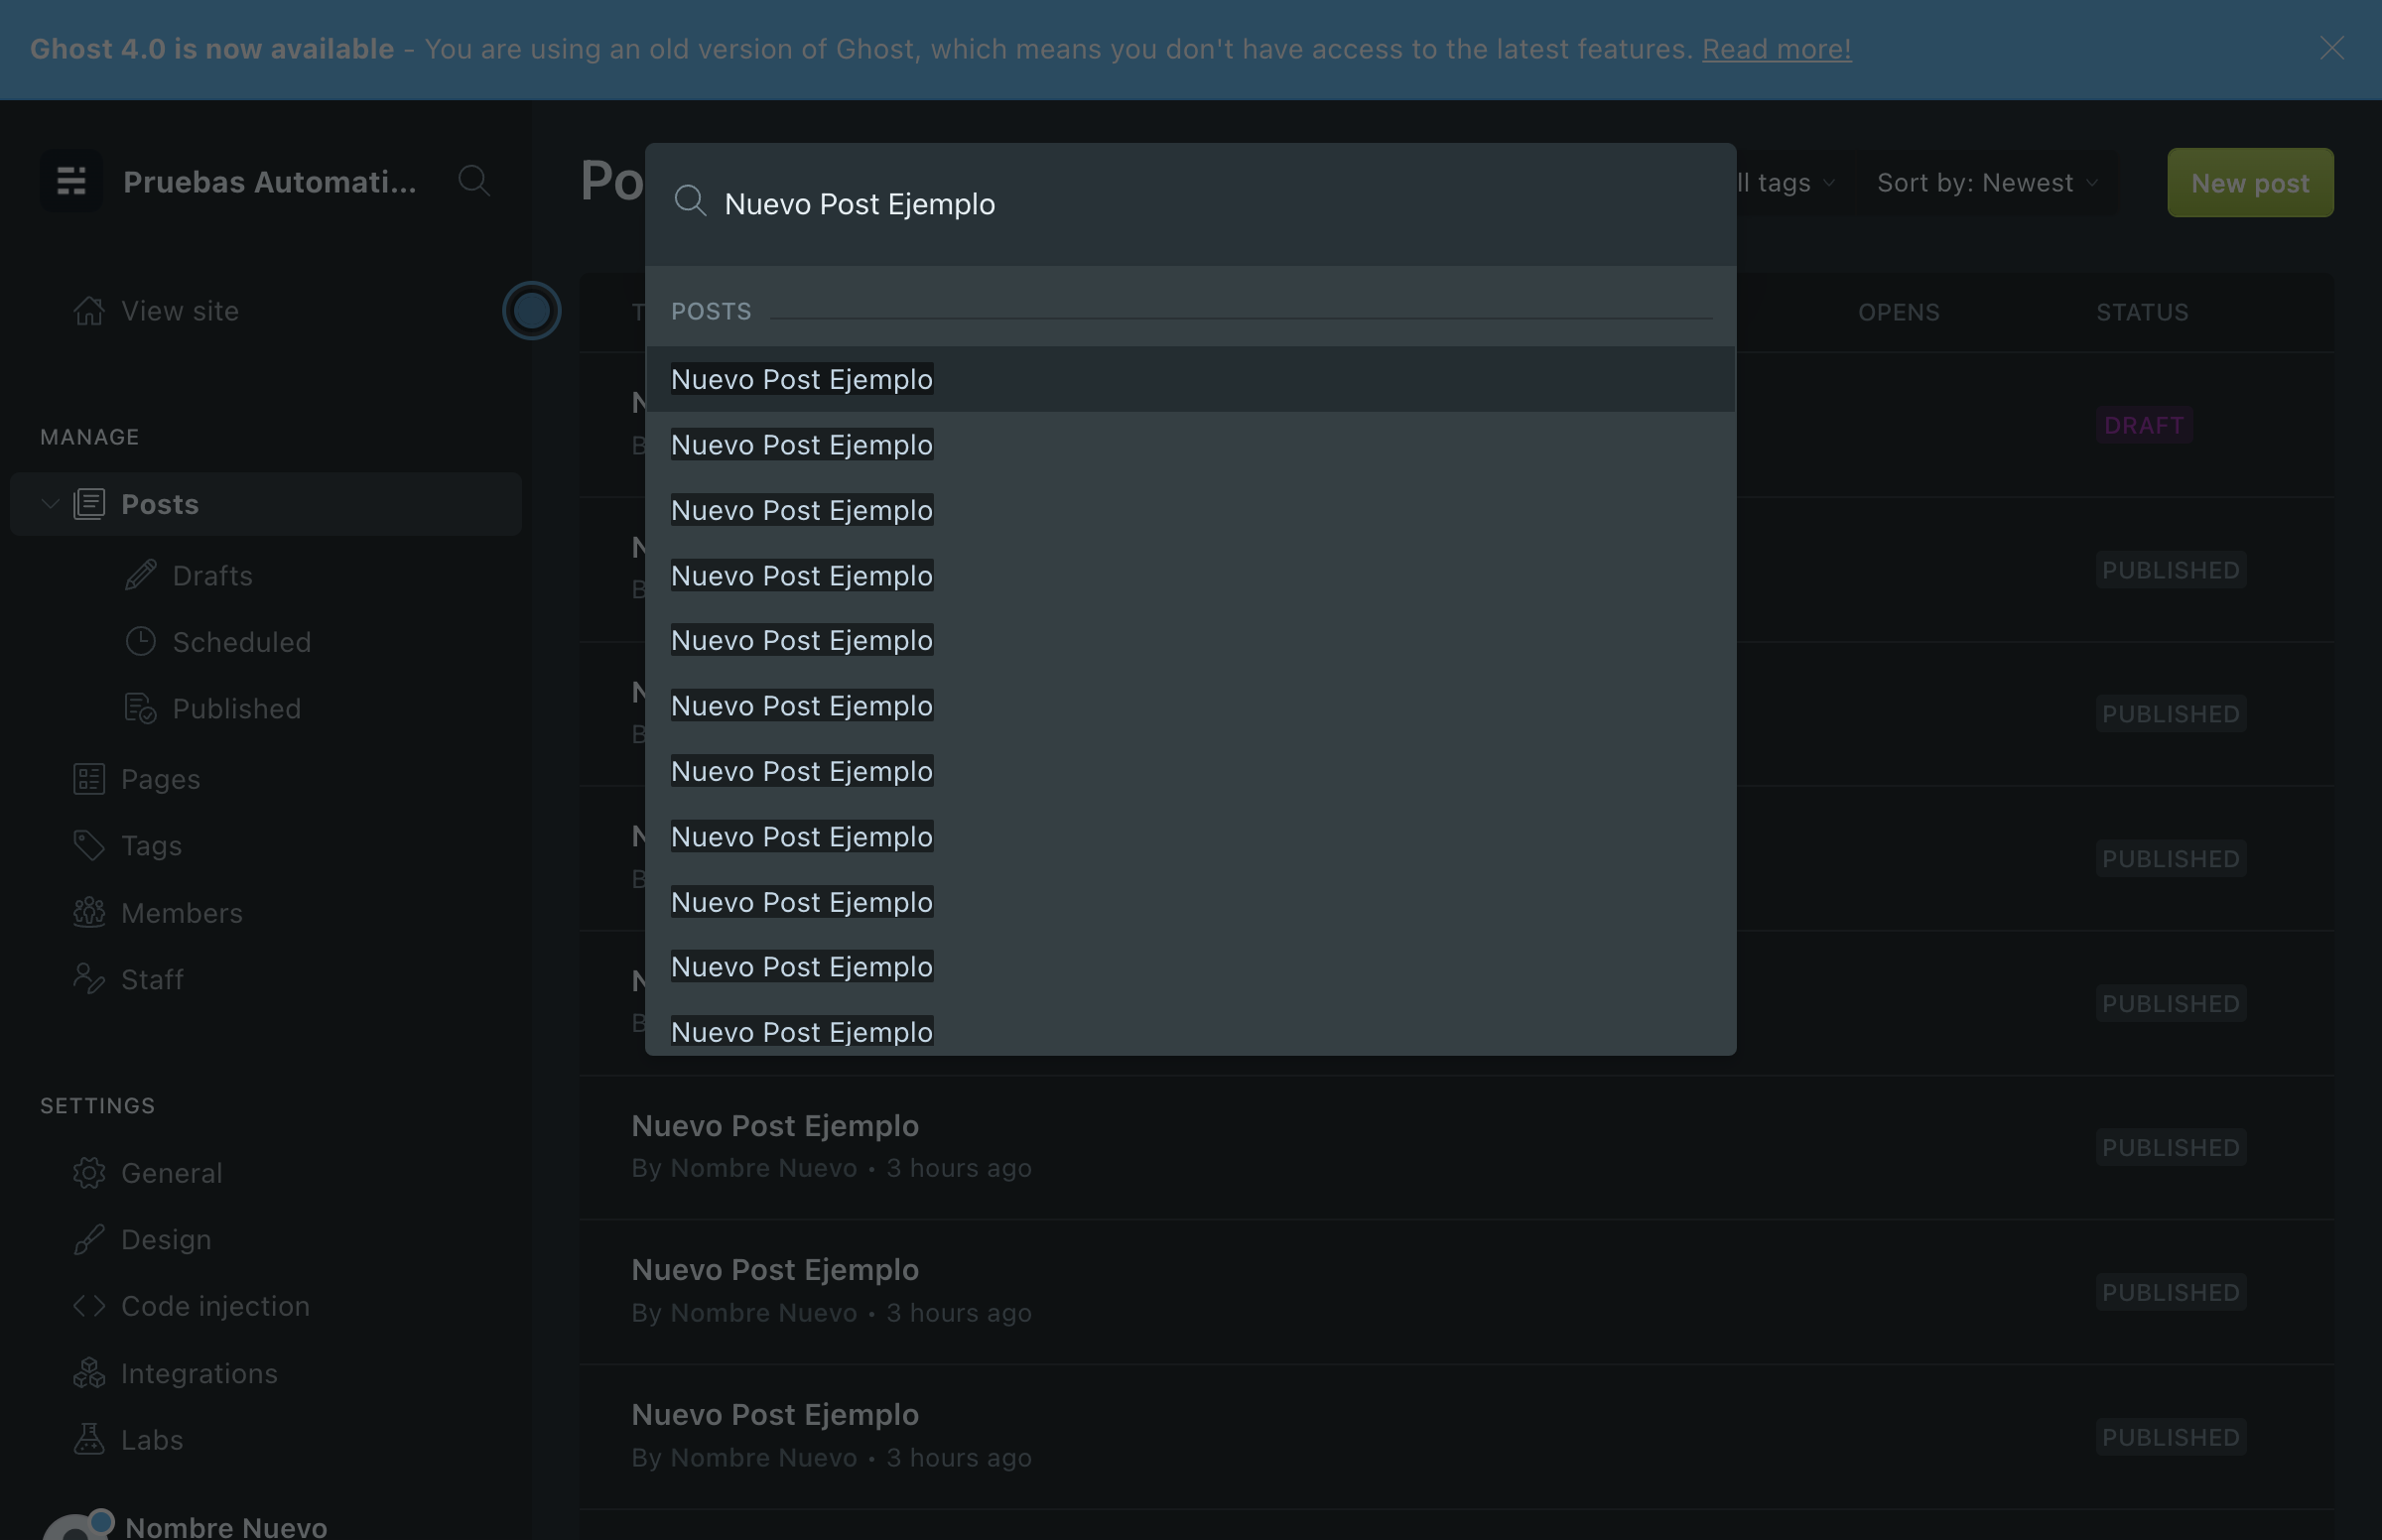 Ghost 4.0 is now available - You are using an old version of Ghost, which means you don't have access to the latest features. Read more!
Pruebas Automati...
View site
MANAGE
Posts
Drafts
Scheduled
Published
Pages
Tags
Members
Staff
SETTINGS
General
Design
Code injection
Integrations
Labs
Nombre Nuevo
Nuevo Post Ejemplo
Sort by: Newest
New post
POSTS
Nuevo Post Ejemplo
Nuevo Post Ejemplo
Nuevo Post Ejemplo
Nuevo Post Ejemplo
Nuevo Post Ejemplo
Nuevo Post Ejemplo
Nuevo Post Ejemplo
Nuevo Post Ejemplo
Nuevo Post Ejemplo
Nuevo Post Ejemplo
Nuevo Post Ejemplo
tags
OPENS
STATUS
DRAFT
PUBLISHED
PUBLISHED
PUBLISHED
PUBLISHED
Nuevo Post Ejemplo
By Nombre Nuevo • 3 hours ago
PUBLISHED
Nuevo Post Ejemplo
By Nombre Nuevo • 3 hours ago
PUBLISHED
Nuevo Post Ejemplo
By Nombre Nuevo • 3 hours ago
PUBLISHED